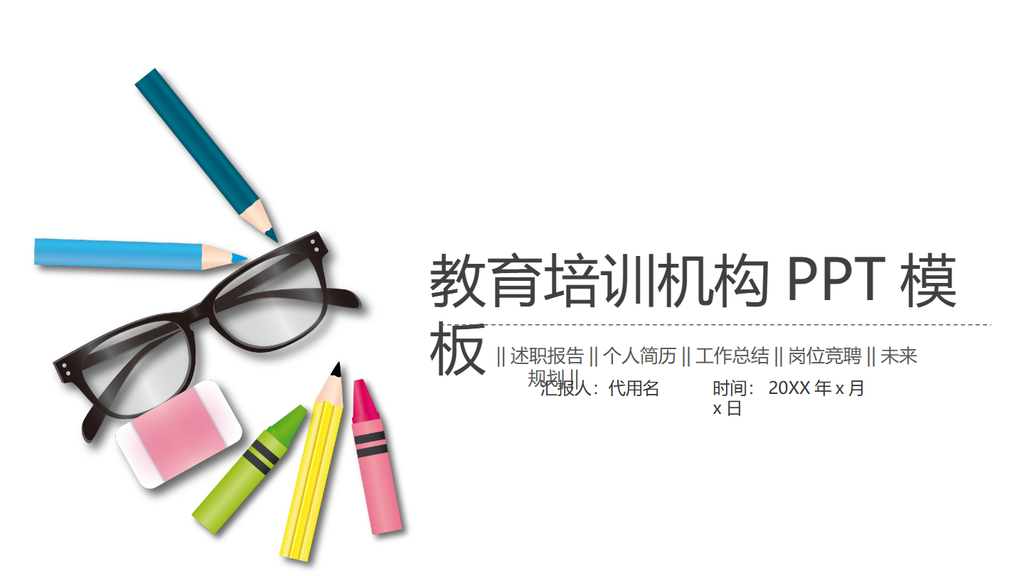 教育培训机构 PPT 模
板
|| 述职报告 || 个人简历 || 工作总结 || 岗位竞聘 || 未来
规划 ||
汇报人：代用名
时间： 20XX 年 x 月
x 日